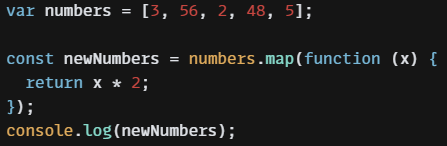 var numbers = [3, 56, 2, 48, 5];
const newNumbers = numbers.map(function (x) {
  return x * 2;
});
console.log(newNumbers);